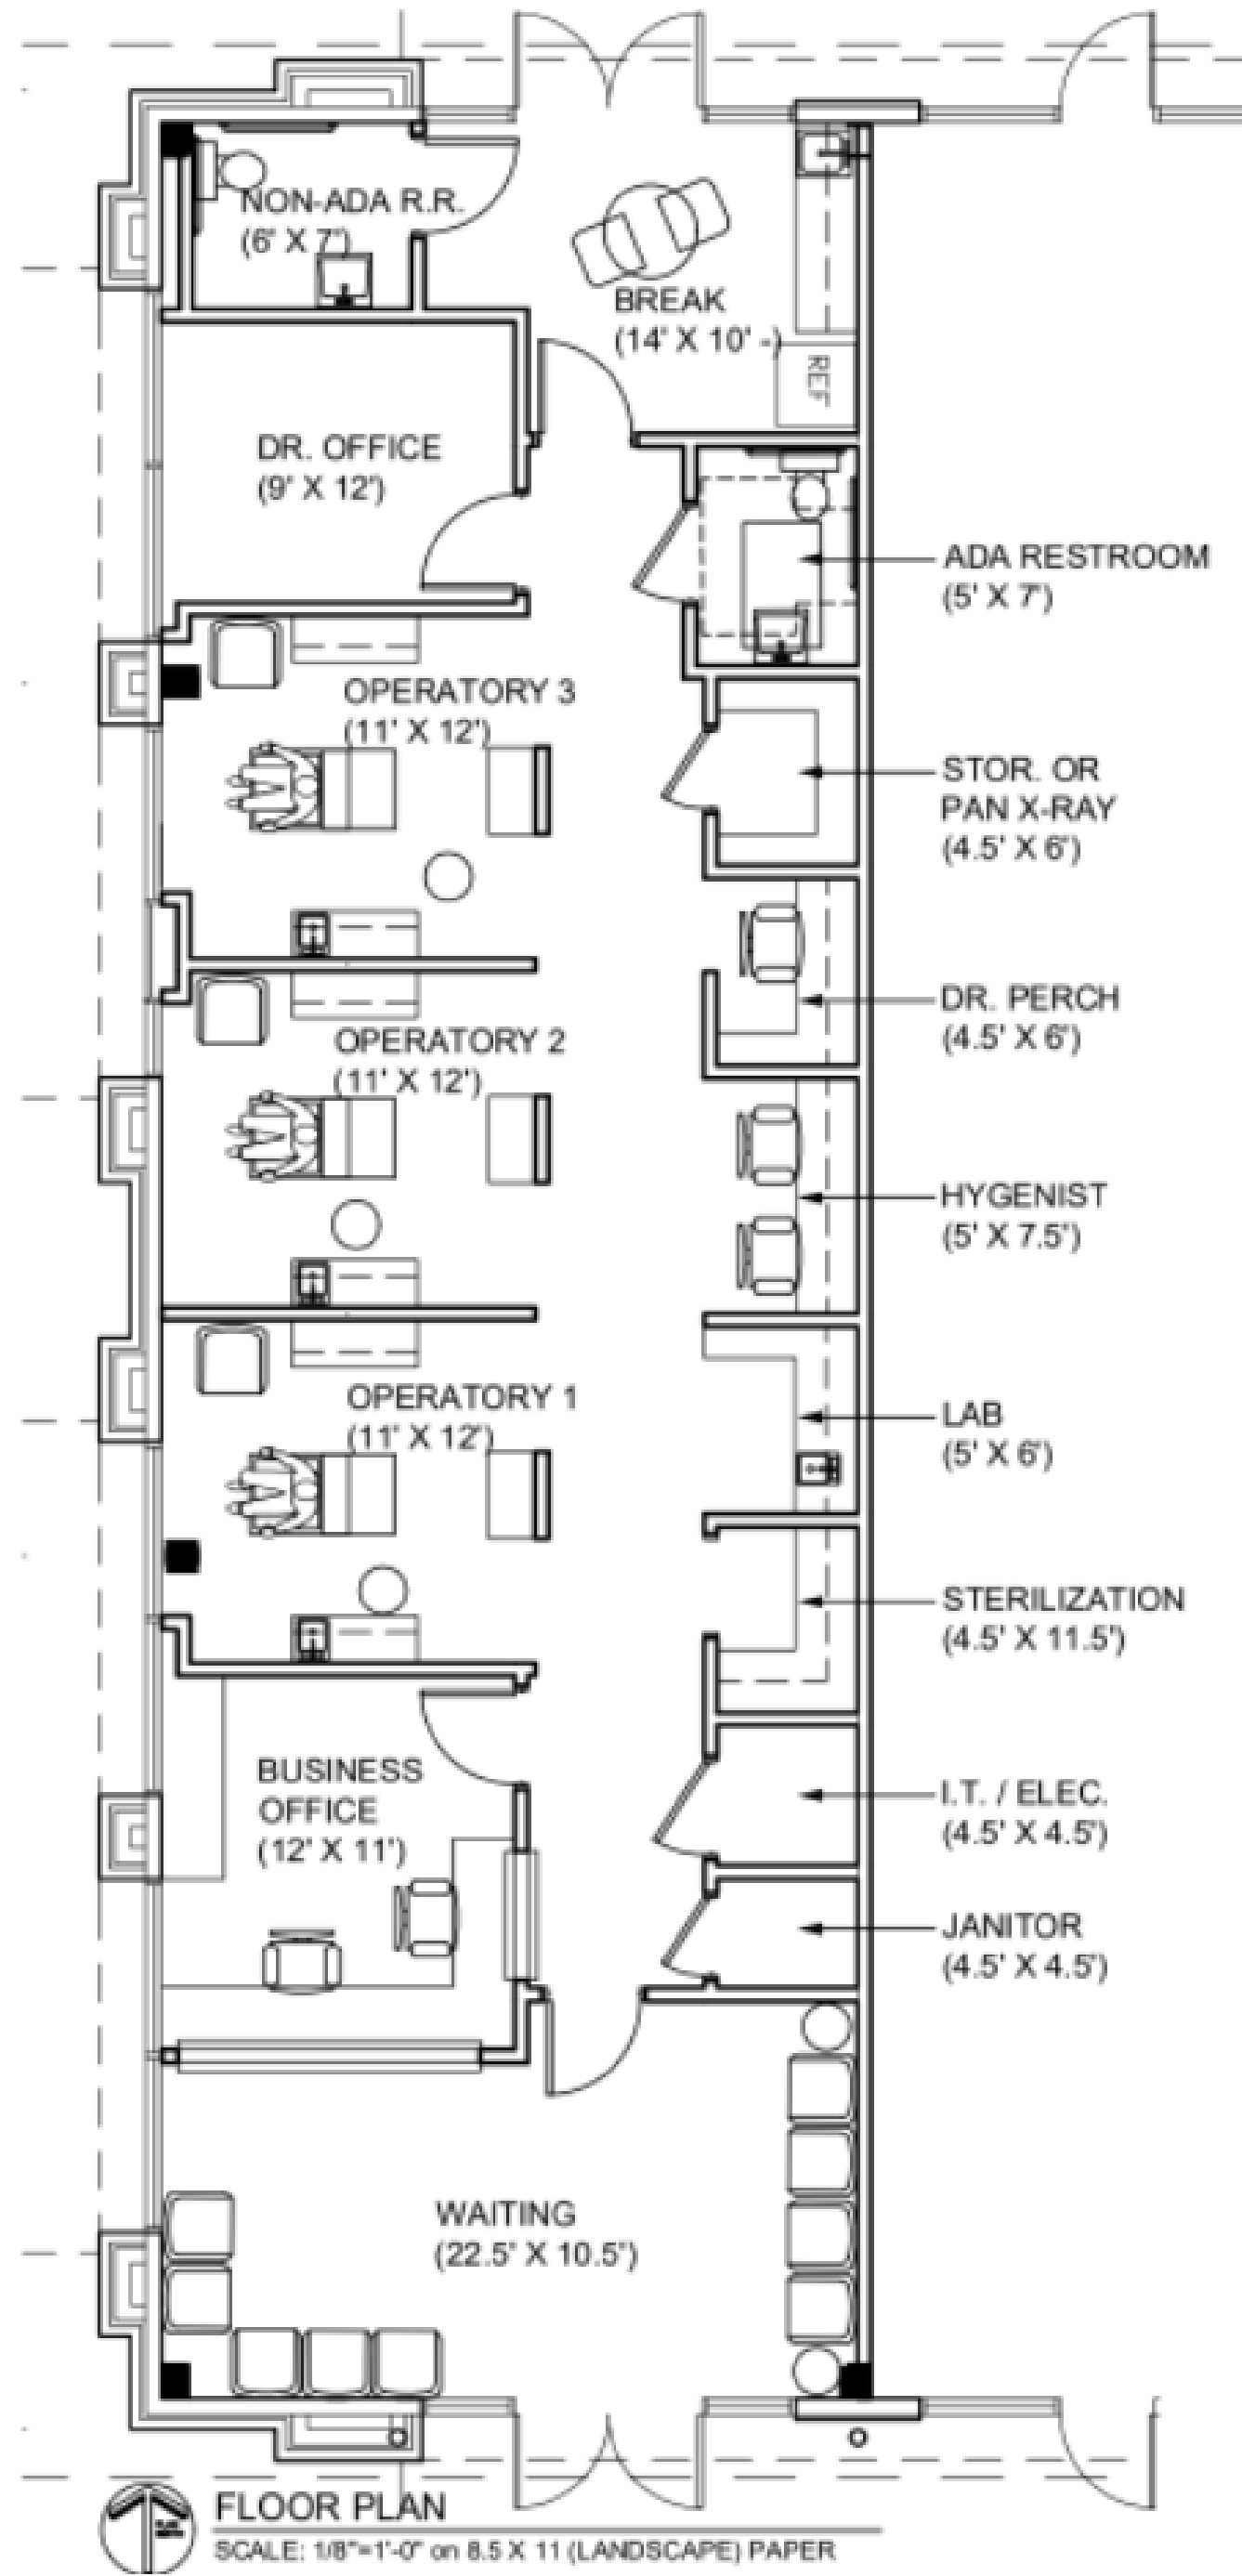 NON-ADA R.R.
(6' X 7')
BREAK
(14' X 10' -)
REF
DR. OFFICE
(9' X 12')
ADA RESTROOM
(5' X 7')
OPERATORY 3
(11' X 12')
STOR. OR
PAN X-RAY
(4.5' X 6')
DR. PERCH
(4.5' X 6')
OPERATORY 2
(11' X 12')
HYGENIST
(5' X 7.5')
OPERATORY 1
(11' X 12')
LAB
(5' X 6')
STERILIZATION
(4.5' X 11.5')
BUSINESS
OFFICE
(12' X 11')
I.T. / ELEC.
(4.5' X 4.5')
JANITOR
(4.5' X 4.5')
WAITING
(22.5' X 10.5')
FLOOR PLAN
SCALE: 1/8"=1'-0" on 8.5 X 11 (LANDSCAPE) PAPER